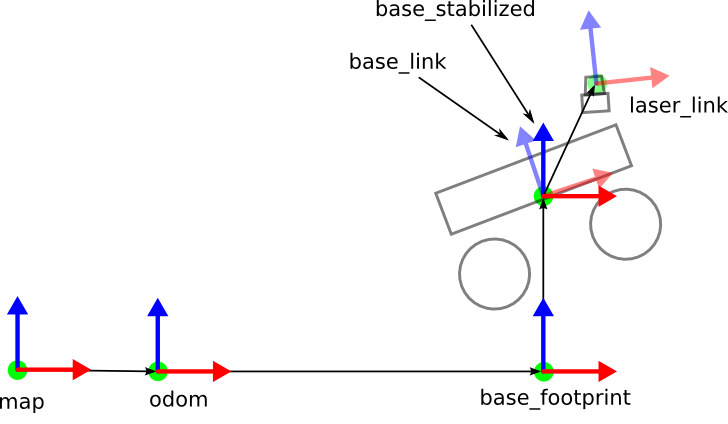 base_stabilized
base_link
laser_link
map
odom
base_footprint